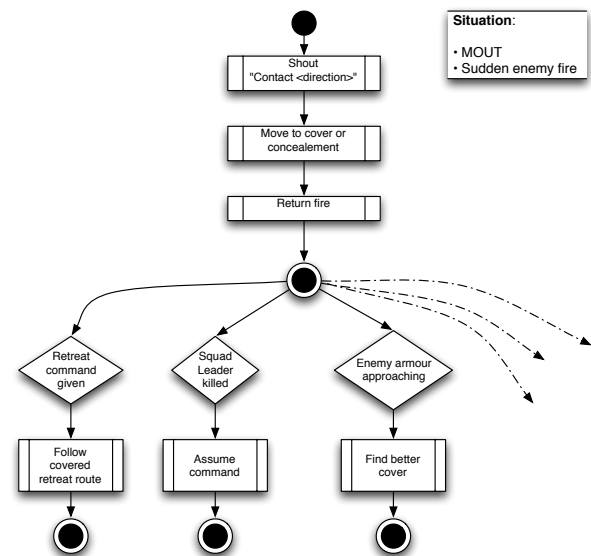 Situation:
• MOUT
• Sudden enemy fire
Shout
"Contact <direction>"
Move to cover or
concealement
Return fire
Retreat
command
given
Squad
Leader
killed
Enemy armour
approaching
Follow
covered
retreat route
Assume
command
Find better
cover